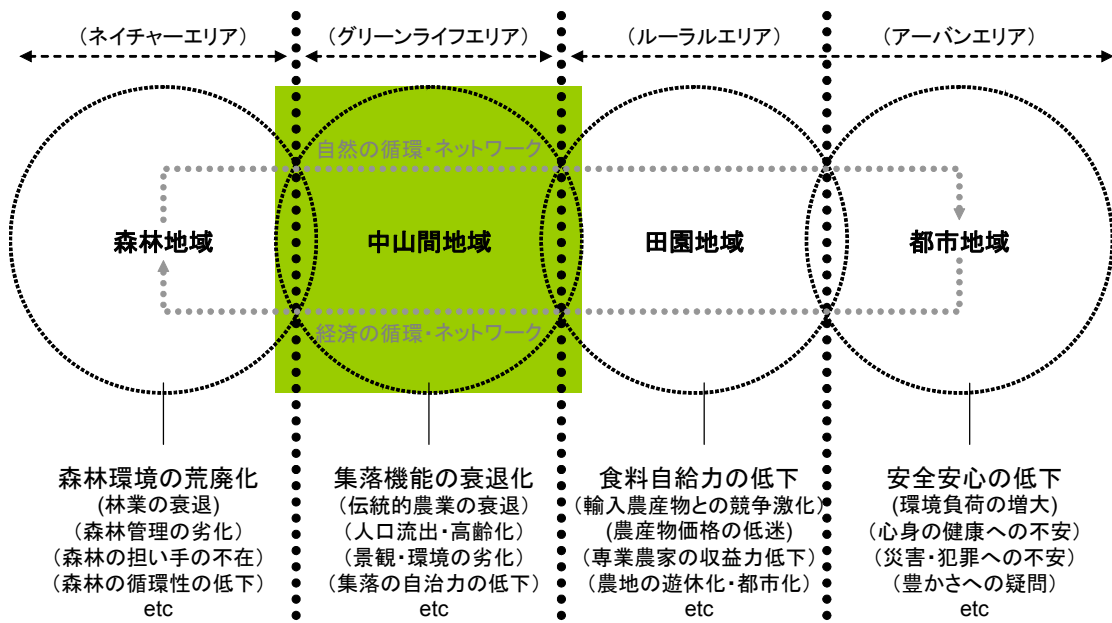 (ネイチャーエリア)
(グリーンライフエリア)
(ルーラルエリア)
(アーバンエリア)
自然の循環・ネットワーク
森林地域
中山間地域
田園地域
都市地域
経済の循環・ネットワーク
森林環境の荒廃化
(林業の衰退)
(森林管理の劣化)
(森林の担い手の不在)
(森林の循環性の低下)
etc
集落機能の衰退化
(伝統的農業の衰退)
(人口流出・高齢化)
(景観・環境の劣化)
(集落の自治力の低下)
etc
食料自給力の低下
(輸入農産物との競争激化)
(農産物価格の低迷)
(専業農家の収益力低下)
(農地の遊休化・都市化)
etc
安全安心の低下
(環境負荷の増大)
(心身の健康への不安)
(災害・犯罪への不安)
(豊かさへの疑問)
etc